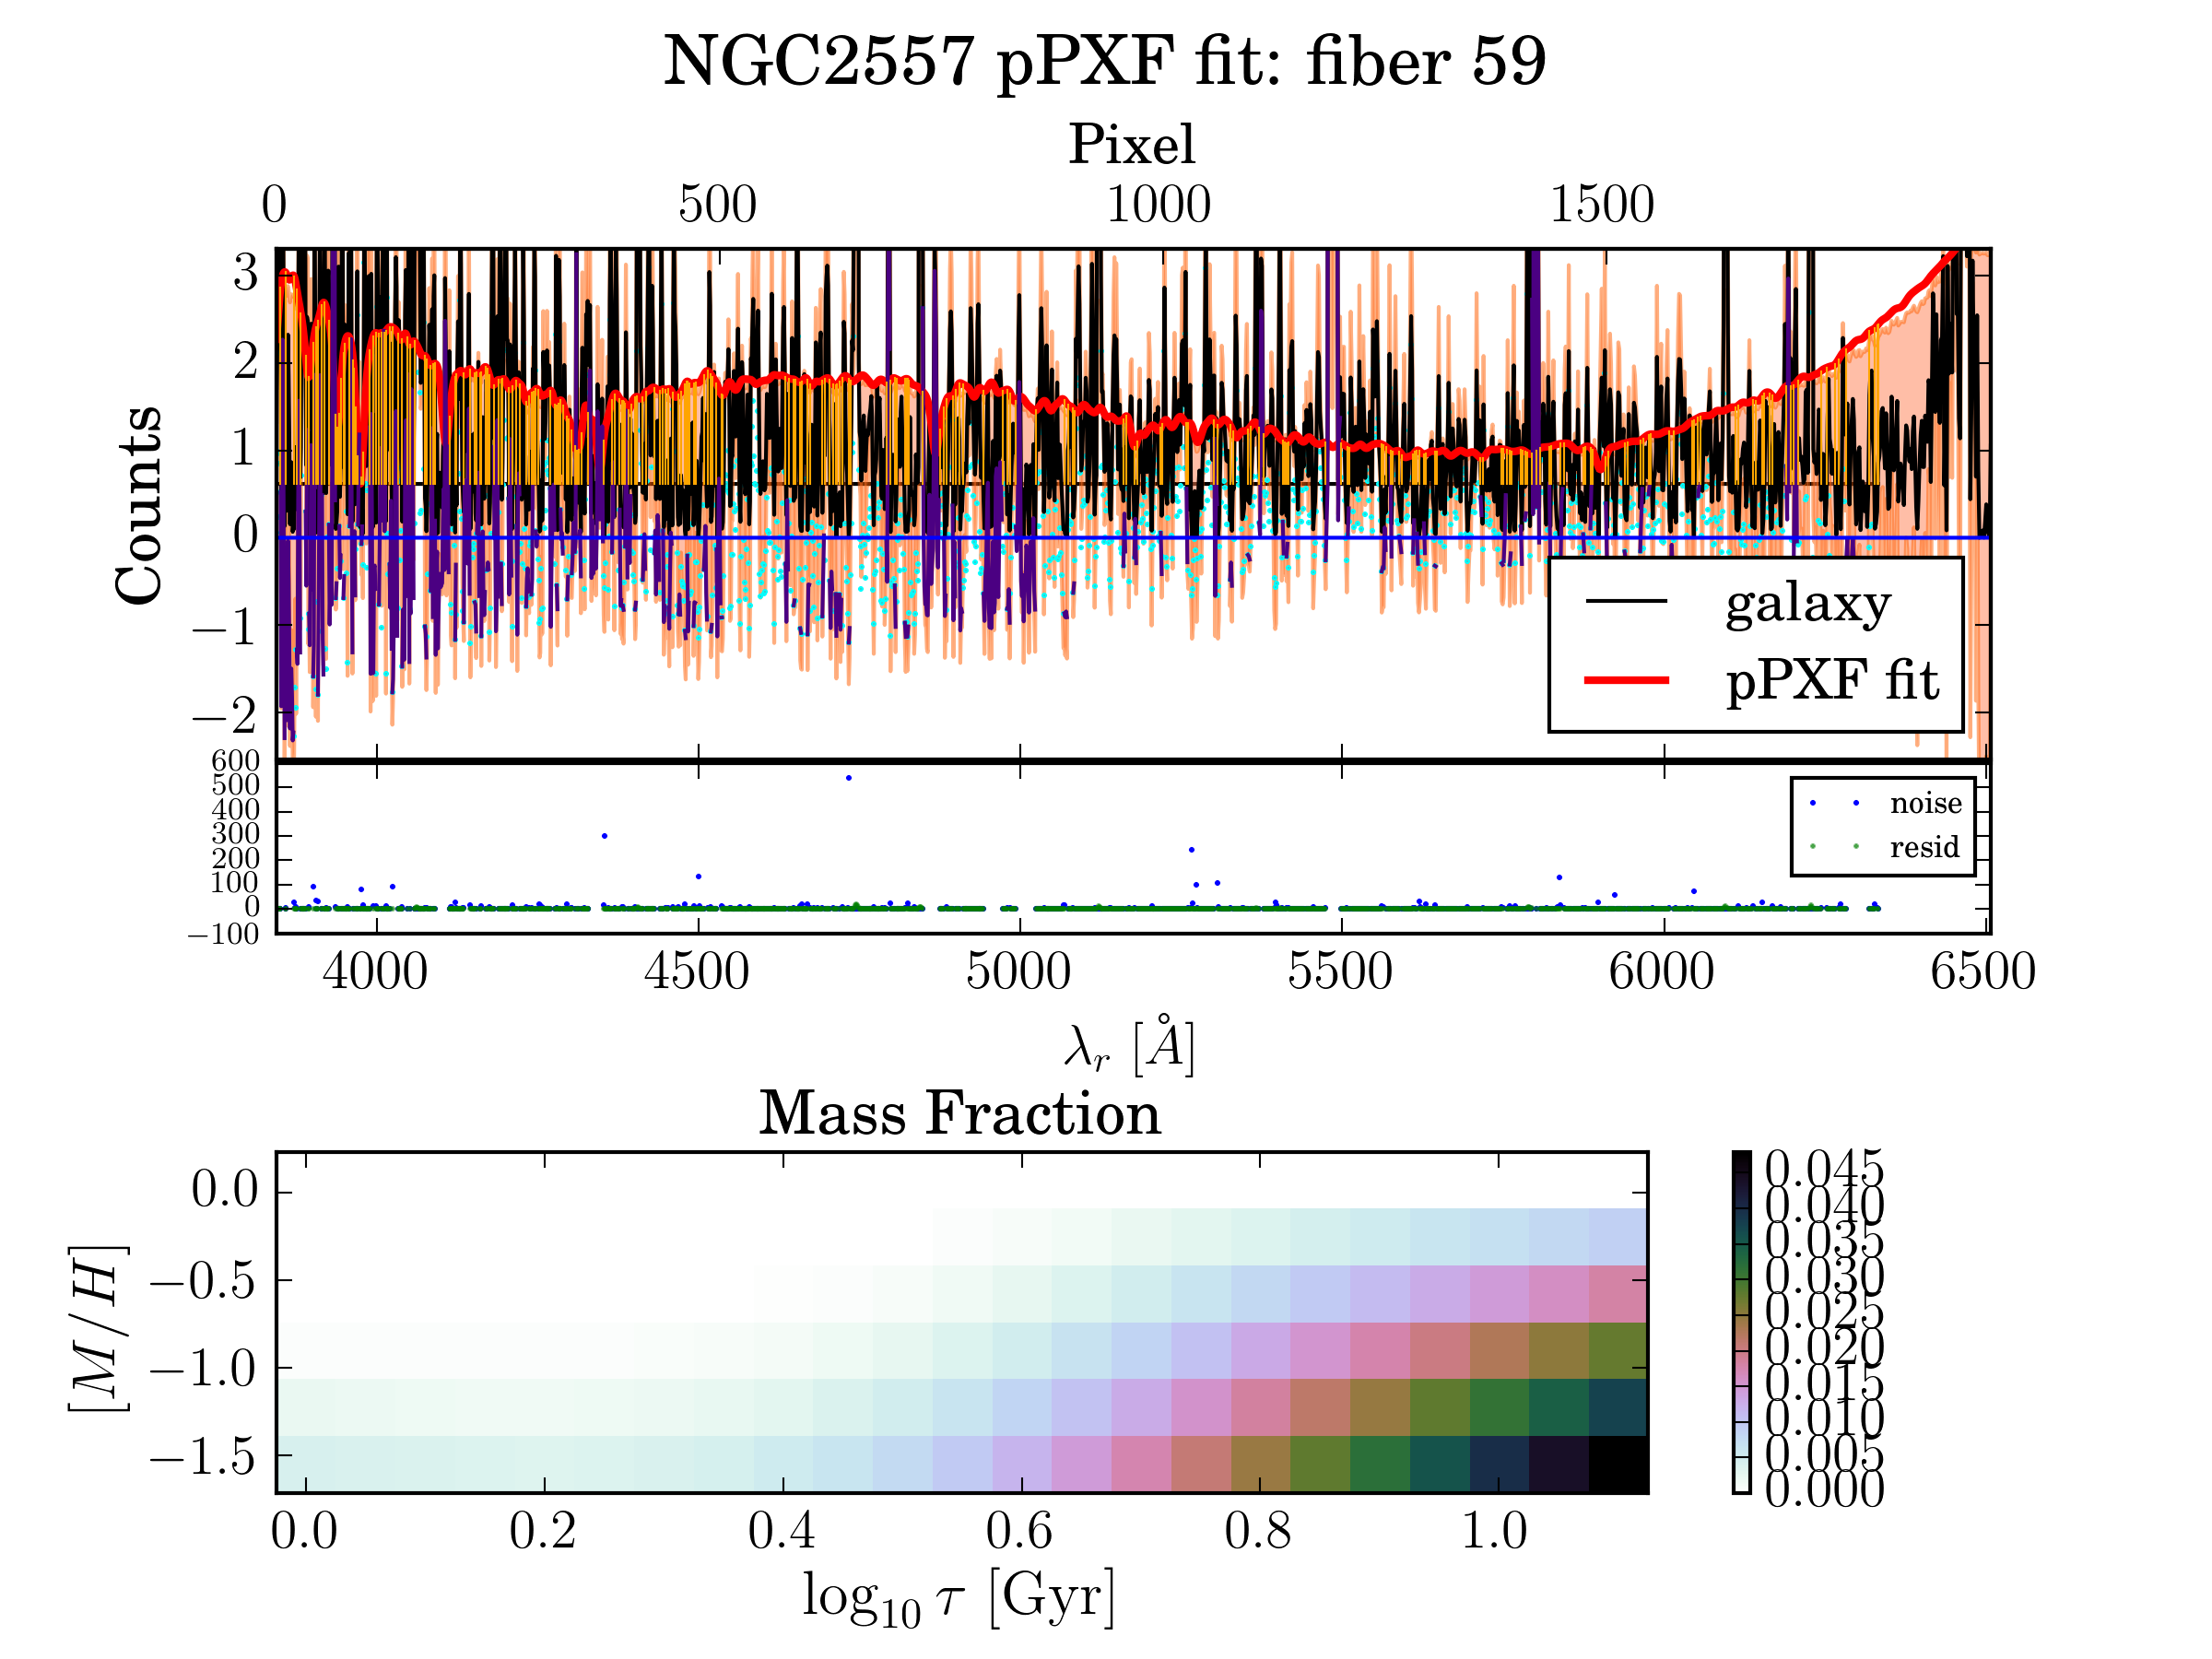 NGC2557 pPXF fit: fiber 59
Pixel
0 500 1000 1500
3
2
1
0
−1
−2
Counts
galaxy
pPXF fit
600
500
400
300
200
100
0
−100
noise
resid
4000 4500 5000 5500 6000 6500
λr [Å]
Mass Fraction
0.0
−0.5
−1.0
−1.5
[M/H]
0.045
0.040
0.035
0.030
0.025
0.020
0.015
0.010
0.005
0.000
0.0 0.2 0.4 0.6 0.8 1.0
log10 τ [Gyr]